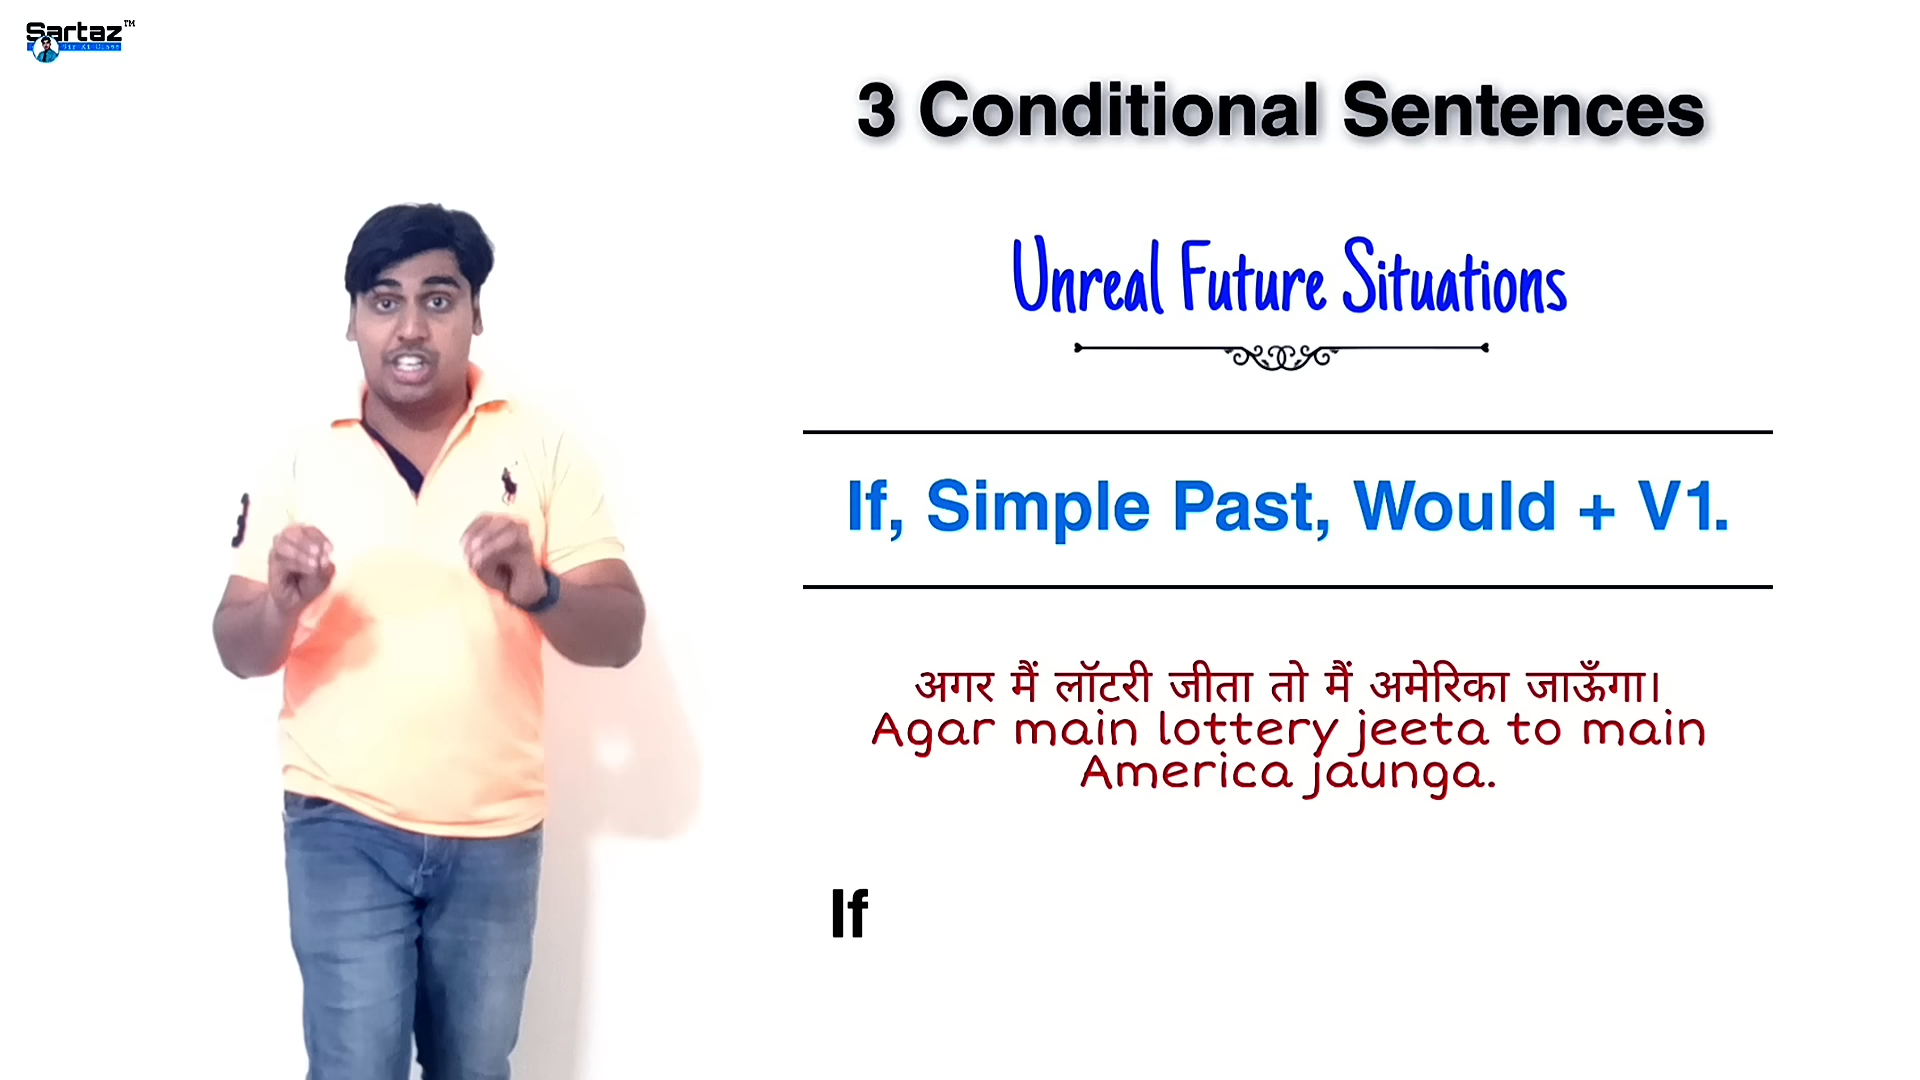 Sartaz™
3 Conditional Sentences
Unreal Future Situations
If, Simple Past, Would + V1.
अगर मैं लॉटरी जीता तो मैं अमेरिका जाऊँगा।
Agar main lottery jeeta to main
America jaunga.
If